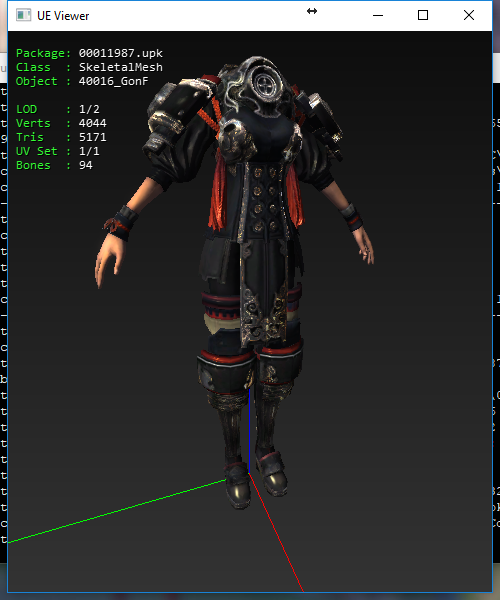 UE Viewer
Package: 00011987.upk
Class : SkeletalMesh
Object : 40016_GonF
LOD : 1/2
Verts : 4044
Tris : 5171
UV Set : 1/1
Bones : 94